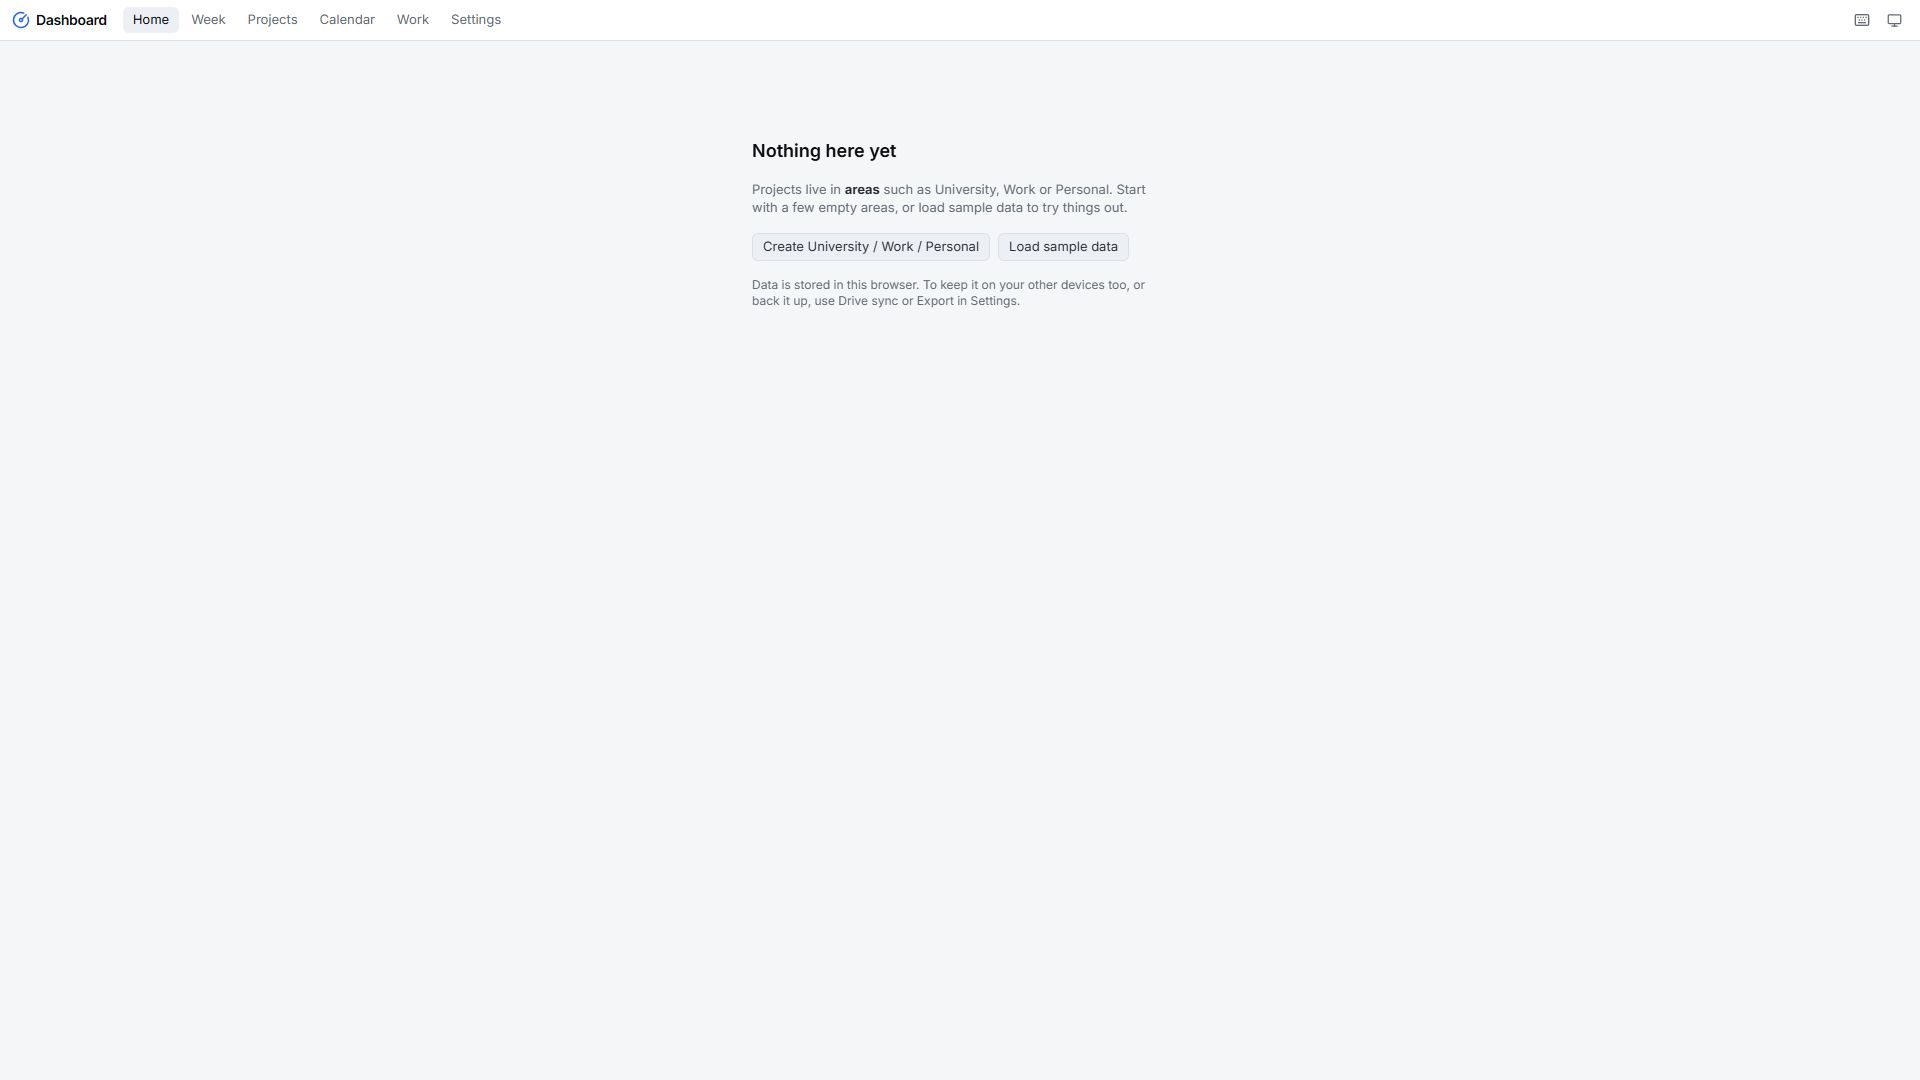 Dashboard Home Week Projects Calendar Work Settings
Nothing here yet
Projects live in areas such as University, Work or Personal. Start
with a few empty areas, or load sample data to try things out.
Create University / Work / Personal Load sample data
Data is stored in this browser. To keep it on your other devices too, or
back it up, use Drive sync or Export in Settings.